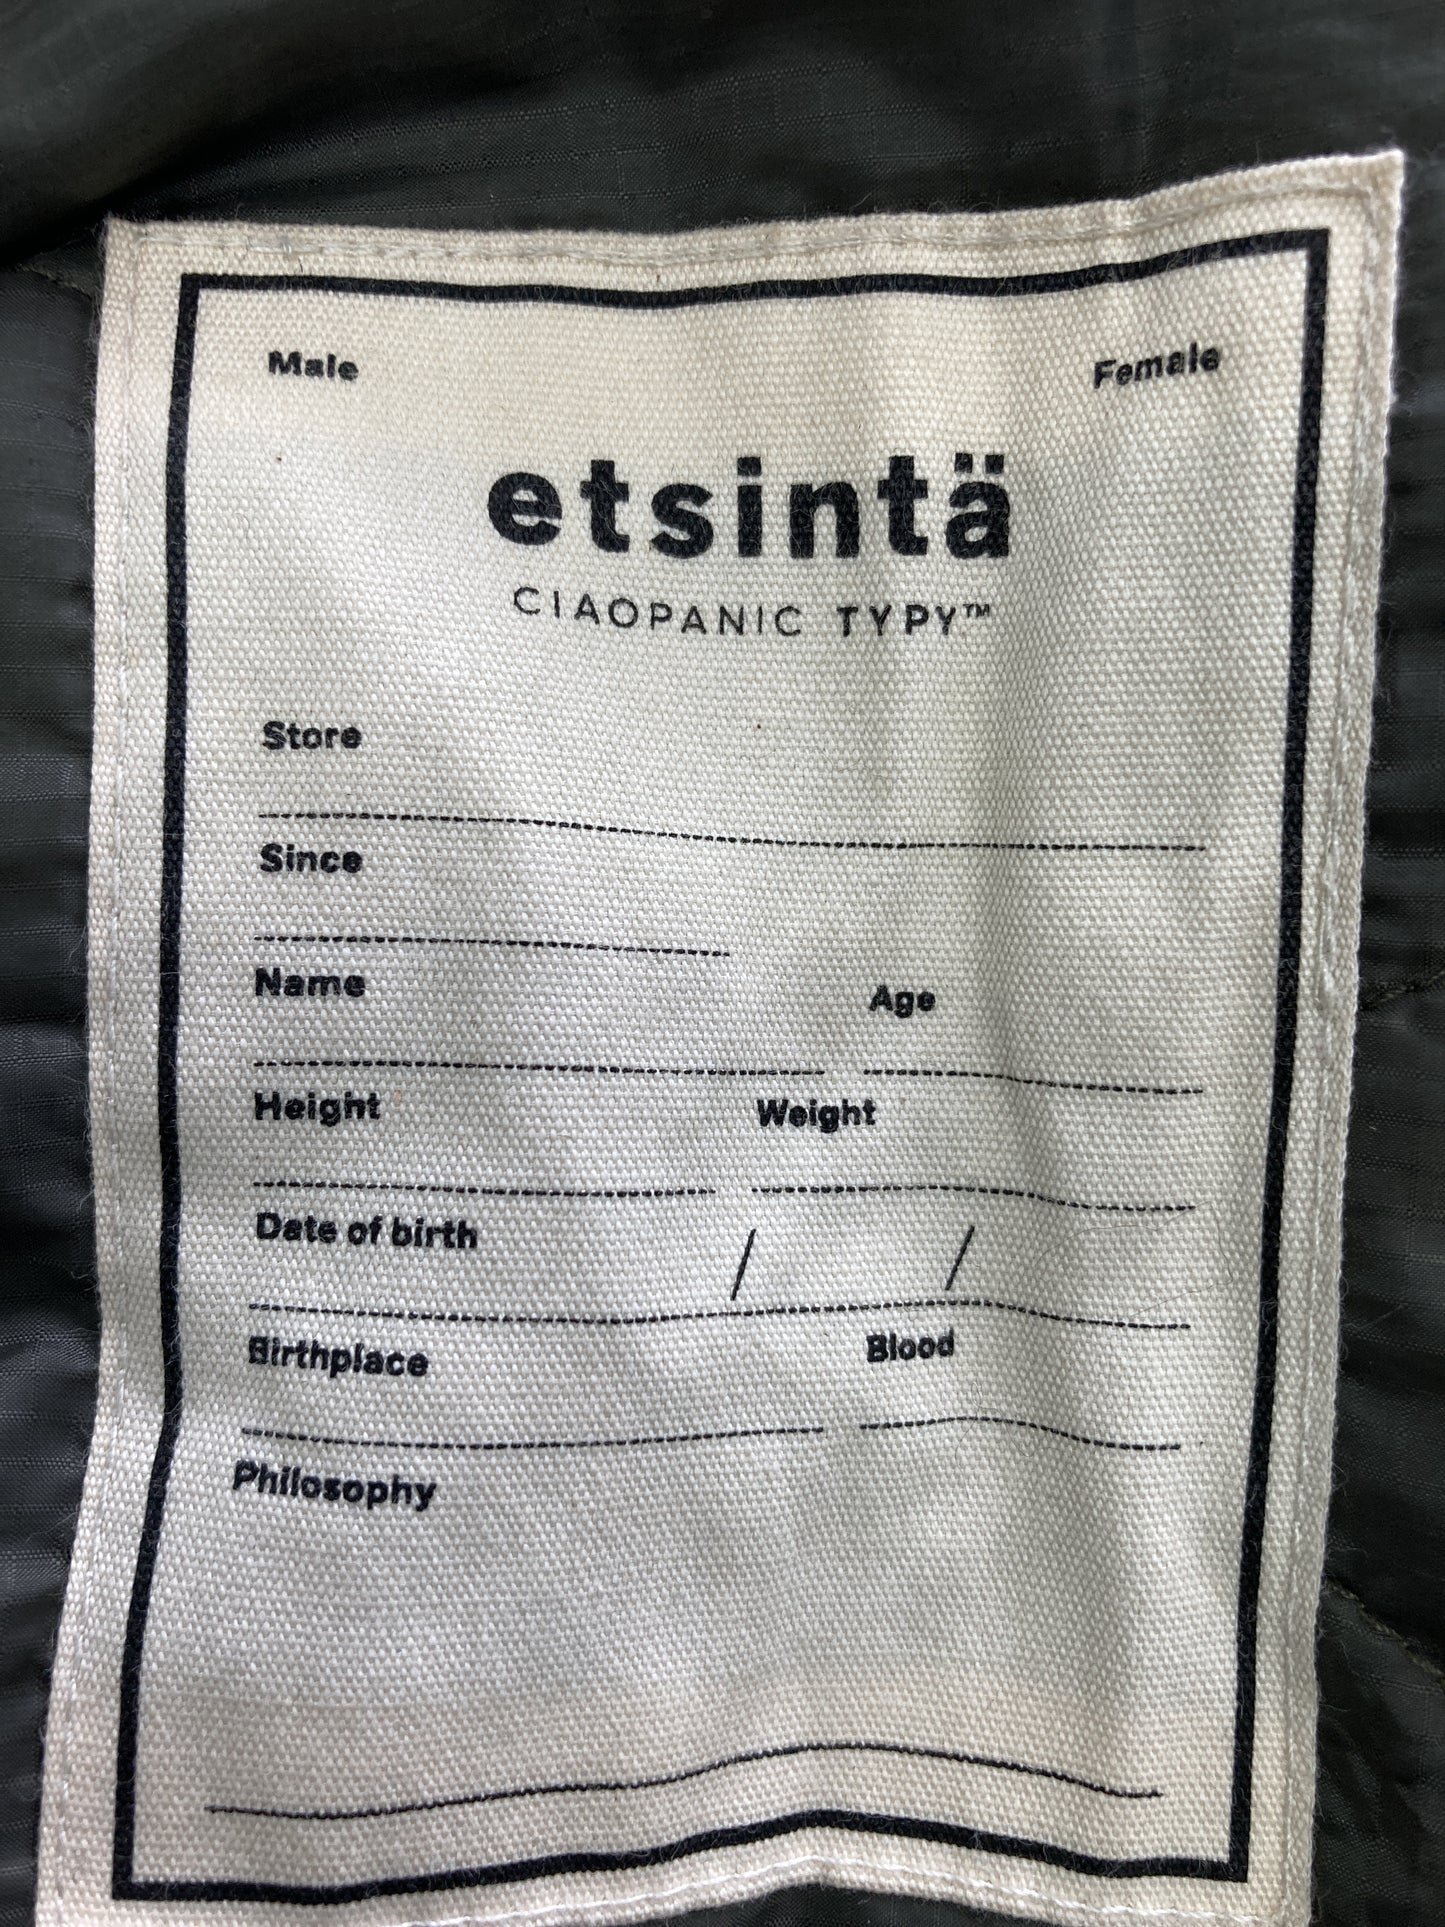 Male Female
etsintä
CIAOPANIC TYPY™
Store
Since
Name Age
Height Weight
Date of birth / /
Birthplace Blood
Philosophy